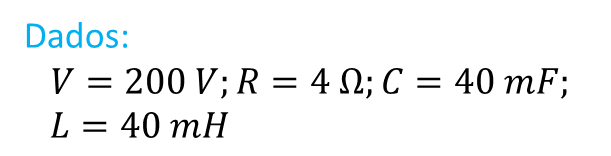 Dados:
V = 200 V; R = 4 Ω; C = 40 mF;
L = 40 mH